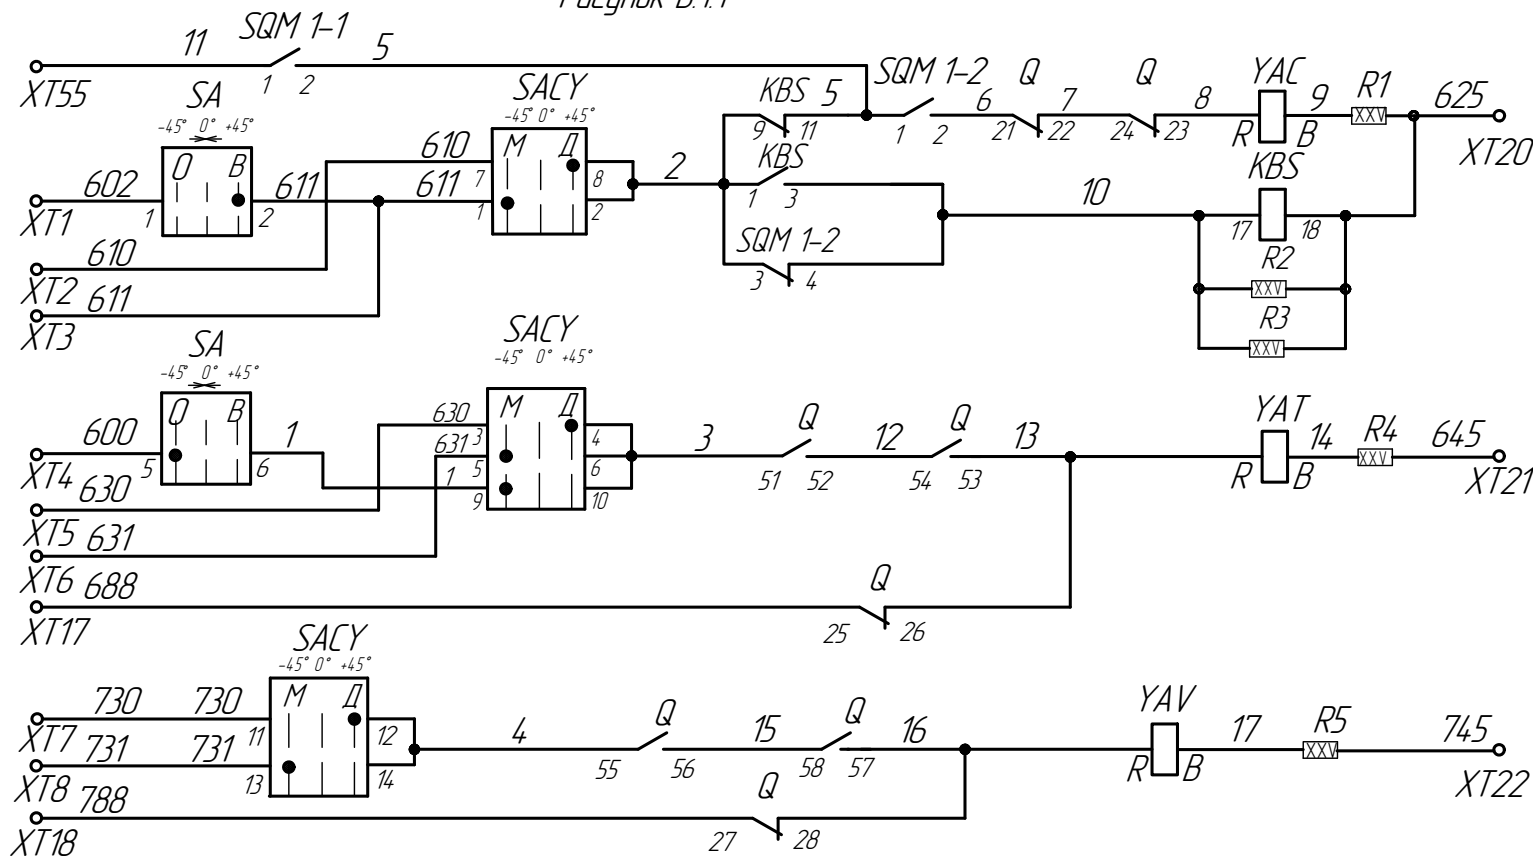 Рисунок В.1.1
11 SQM 1-1 5
1 2
XT55 SA SACY KBS 5 SQM 1-2 Q Q YAC R1
-45° 0° +45° -45° 0° +45° 6 7 8 9 625
9 11 1 2 21 22 24 23 R B XXV XT20
О В 610 М Д KBS KBS
602 611 611 7 8 2 1 3 10 17 18
1 2 1 2
XT1
610 SQM 1-2 R2
XT2 3 4 XXV
611 R3
XT3 XXV
SA SACY
-45° 0° +45° -45° 0° +45°
О В 630 М Д Q Q YAT
600 1 3 4 3 12 13 14 R4 645
XT4 5 6 631 5 6 51 52 54 53 R B XXV XT21
630 1 9 10
XT5 631
XT6 688 Q
XT17 25 26
SACY
-45° 0° +45°
730 730 М Д Q Q YAV
XT7 11 12 4 15 16 17 R5 745
731 731 55 56 58 57 R B XXV XT22
XT8 13 14
788 Q
XT18 27 28